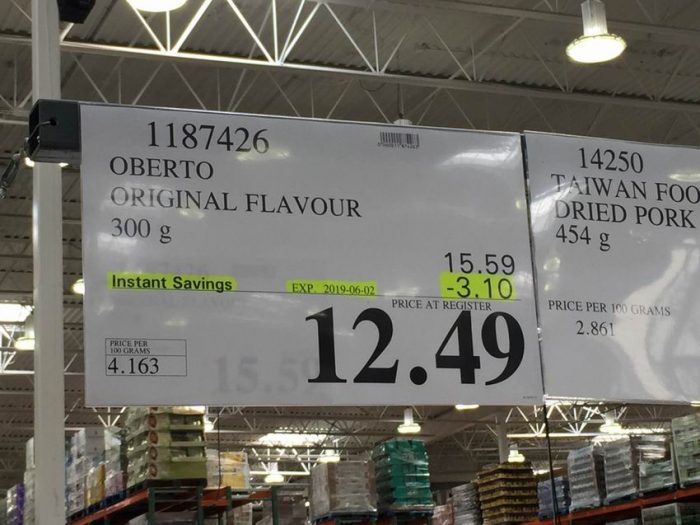 1187426
OBERTO
ORIGINAL FLAVOUR
300 g
15.59
Instant Savings EXP. 2019-06-02 -3.10
PRICE AT REGISTER
12.49
PRICE PER
100 GRAMS
4.163
15.59
14250
TAIWAN FOO
DRIED PORK
454 g
PRICE PER 100 GRAMS
2.861